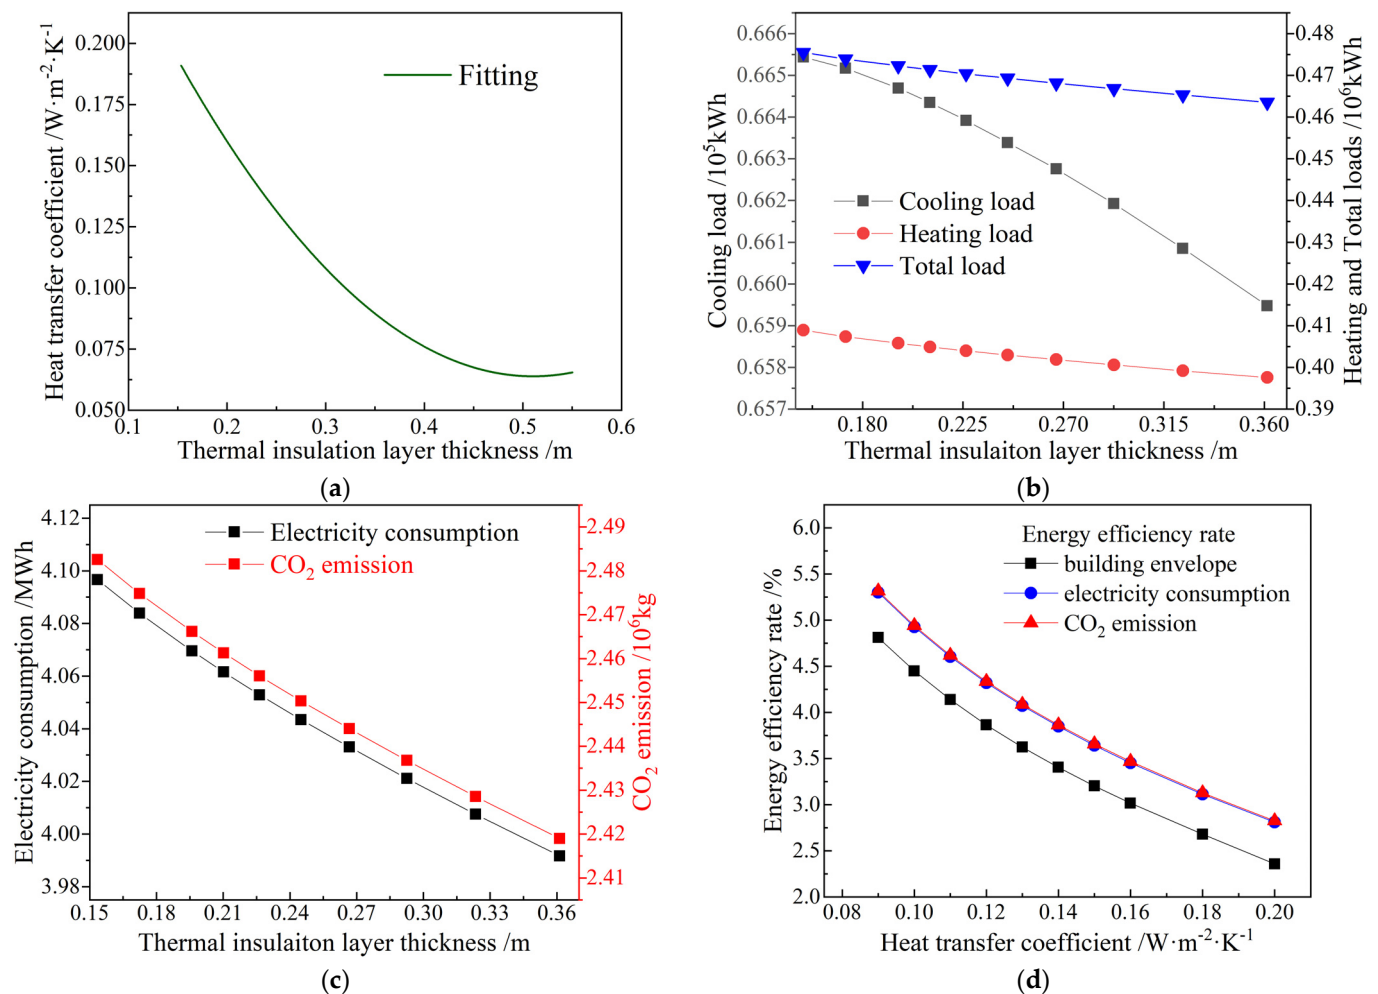 Heat transfer coefficient /W·m-2·K-1
0.200
0.175
0.150
0.125
0.100
0.075
0.050
Fitting
0.1 0.2 0.3 0.4 0.5 0.6
Thermal insulation layer thickness /m
(a)
Cooling load /10^5kWh
0.666
0.665
0.664
0.663
0.662
0.661
0.660
0.659
0.658
0.657
Cooling load
Heating load
Total load
0.48
0.47
0.46
0.45
0.44
0.43
0.42
0.41
0.40
0.39
Heating and Total loads /10^6kWh
0.180 0.225 0.270 0.315 0.360
Thermal insulaiton layer thickness /m
(b)
Electricity consumption /MWh
4.12
4.10
4.08
4.06
4.04
4.02
4.00
3.98
Electricity consumption
CO2 emission
2.49
2.48
2.47
2.46
2.45
2.44
2.43
2.42
2.41
CO2 emission /10^6kg
0.15 0.18 0.21 0.24 0.27 0.30 0.33 0.36
Thermal insulaiton layer thickness /m
(c)
Energy efficiency rate /%
6.0
5.5
5.0
4.5
4.0
3.5
3.0
2.5
2.0
Energy efficiency rate
building envelope
electricity consumption
CO2 emission
0.08 0.10 0.12 0.14 0.16 0.18 0.20
Heat transfer coefficient /W·m-2·K-1
(d)